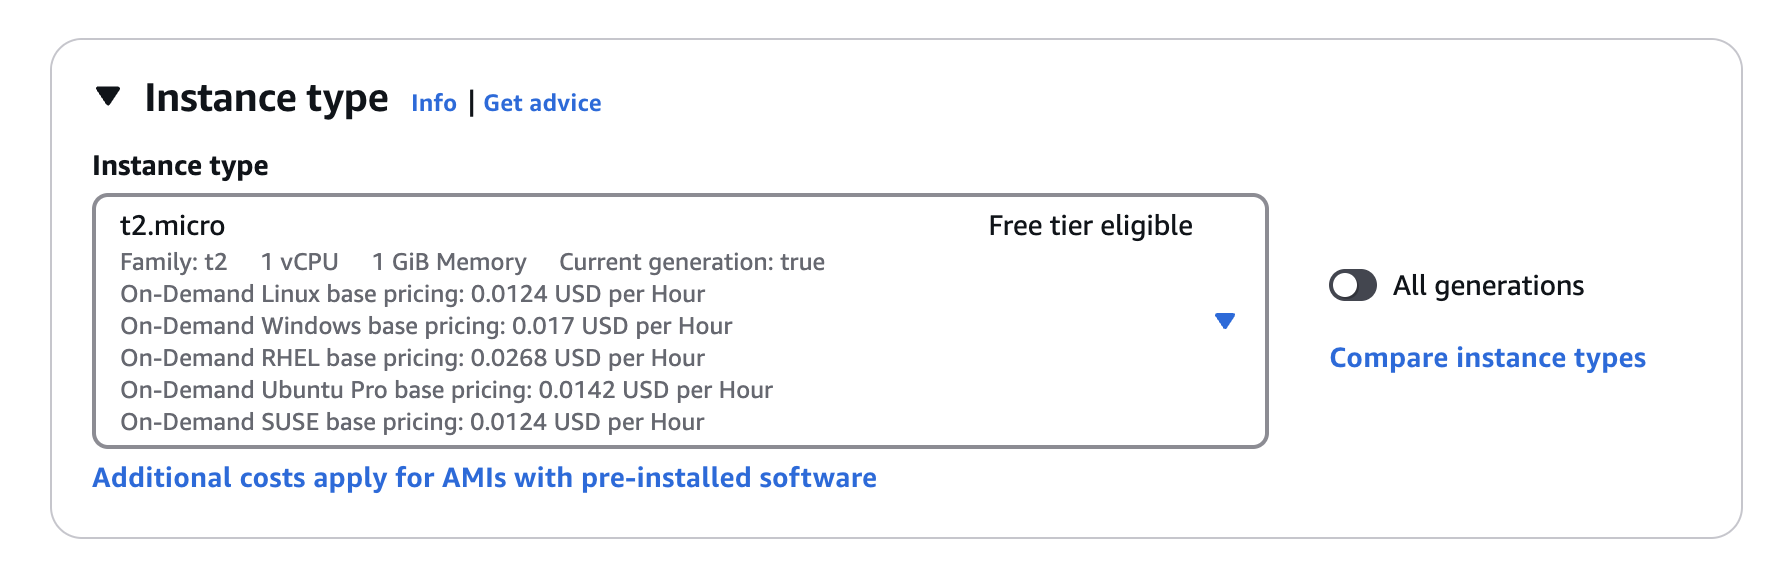 Instance type Info | Get advice
Instance type
t2.micro Free tier eligible
Family: t2 1 vCPU 1 GiB Memory Current generation: true
On-Demand Linux base pricing: 0.0124 USD per Hour
On-Demand Windows base pricing: 0.017 USD per Hour
On-Demand RHEL base pricing: 0.0268 USD per Hour
On-Demand Ubuntu Pro base pricing: 0.0142 USD per Hour
On-Demand SUSE base pricing: 0.0124 USD per Hour
All generations
Compare instance types
Additional costs apply for AMIs with pre-installed software